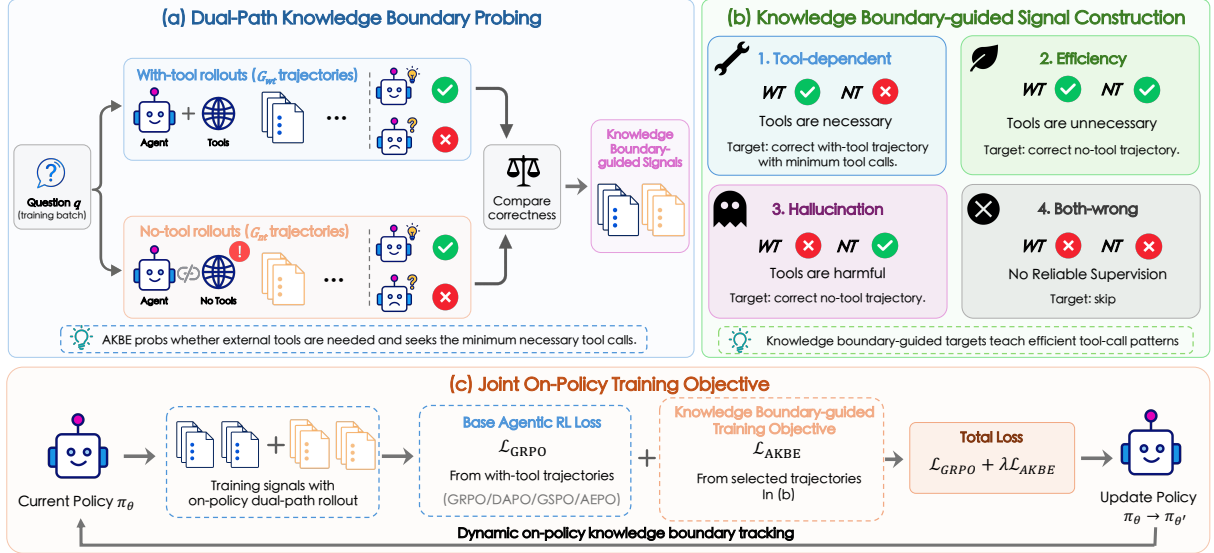 (a) Dual-Path Knowledge Boundary Probing
With-tool rollouts (G_wt trajectories)
Agent
+
Tools
...
?
Question q
(training batch)
No-tool rollouts (G_nt trajectories)
!
Agent
No Tools
...
?
Compare
correctness
Knowledge
Boundary-
guided Signals
AKBE probs whether external tools are needed and seeks the minimum necessary tool calls.
(b) Knowledge Boundary-guided Signal Construction
1. Tool-dependent
WT NT
Tools are necessary
Target: correct with-tool trajectory
with minimum tool calls.
2. Efficiency
WT NT
Tools are unnecessary
Target: correct no-tool trajectory.
3. Hallucination
WT NT
Tools are harmful
Target: correct no-tool trajectory.
4. Both-wrong
WT NT
No Reliable Supervision
Target: skip
Knowledge boundary-guided targets teach efficient tool-call patterns
(c) Joint On-Policy Training Objective
Current Policy π_θ
+
Training signals with
on-policy dual-path rollout
Base Agentic RL Loss
ℒ_GRPO
From with-tool trajectories
(GRPO/DAPO/GSPO/AEPO)
+
Knowledge Boundary-guided
Training Objective
ℒ_AKBE
From selected trajectories
In (b)
Total Loss
ℒ_GRPO + λℒ_AKBE
Update Policy
π_θ → π_θ'
Dynamic on-policy knowledge boundary tracking